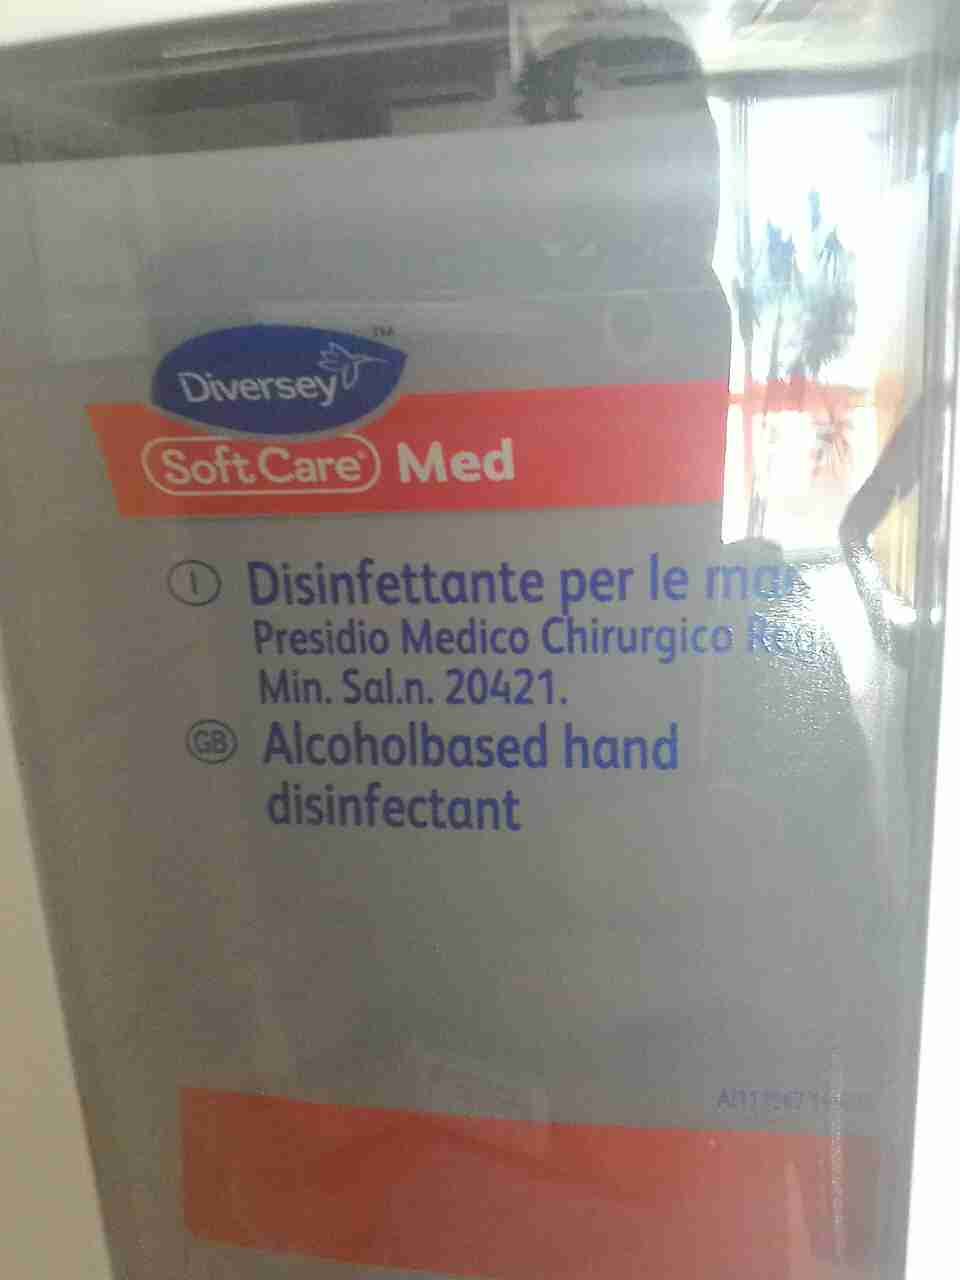 Diversey™
Soft Care® Med
I Disinfettante per le
Presidio Medico Chirurgico
Min. Sal.n. 20421.
GB Alcoholbased hand
disinfectant